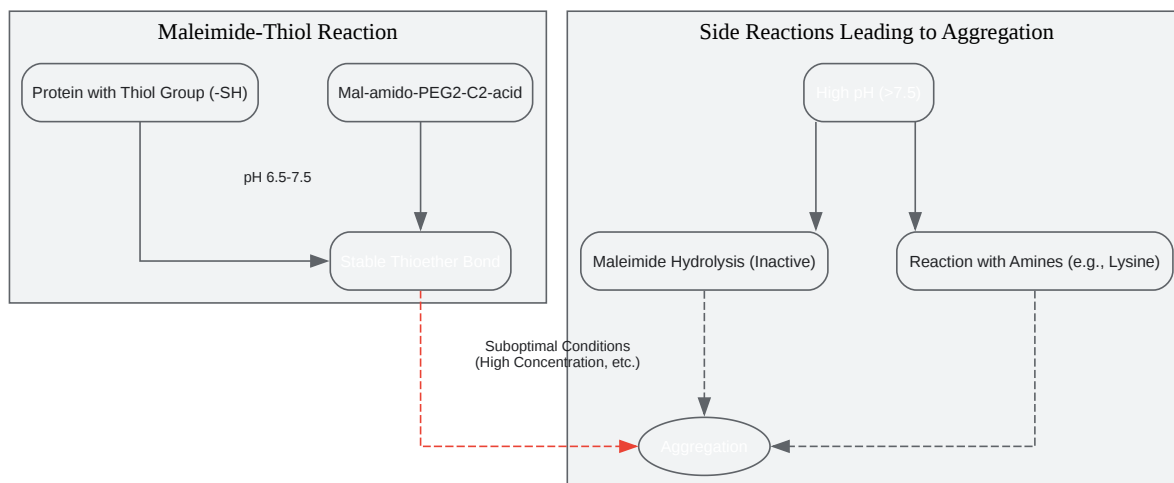 Maleimide-Thiol Reaction
Protein with Thiol Group (-SH)
Mal-amido-PEG2-C2-acid
pH 6.5-7.5
Stable Thioether Bond
Side Reactions Leading to Aggregation
High pH (>7.5)
Maleimide Hydrolysis (Inactive)
Reaction with Amines (e.g., Lysine)
Suboptimal Conditions
(High Concentration, etc.)
Aggregation